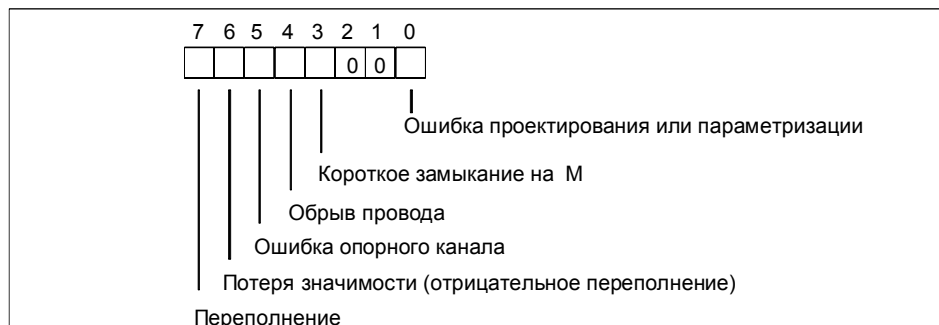 7 6 5 4 3 2 1 0
0 0
Ошибка проектирования или параметризации
Короткое замыкание на М
Обрыв провода
Ошибка опорного канала
Потеря значимости (отрицательное переполнение)
Переполнение